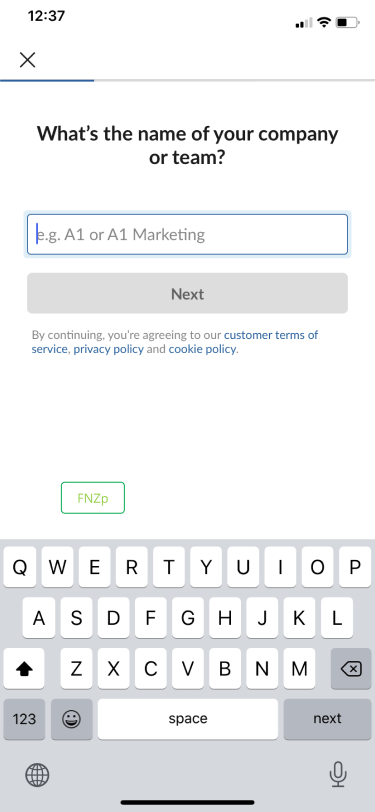 12:37
What's the name of your company
or team?
e.g. A1 or A1 Marketing
Next
By continuing, you're agreeing to our customer terms of
service, privacy policy and cookie policy.
FNZp
Q W E R T Y U I O P
A S D F G H J K L
Z X C V B N M
123 space next